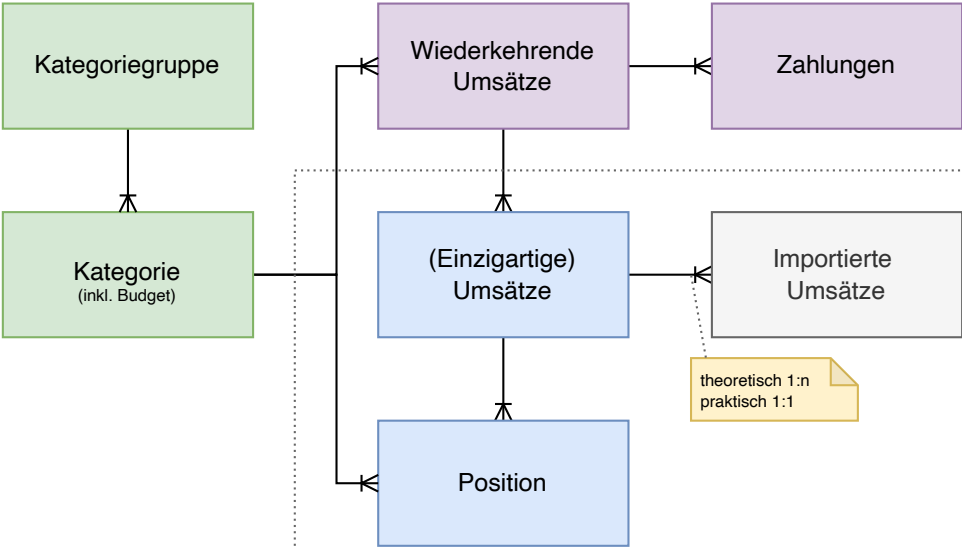 Kategoriegruppe
Wiederkehrende
Umsätze
Zahlungen
Kategorie
(inkl. Budget)
(Einzigartige)
Umsätze
Importierte
Umsätze
theoretisch 1:n
praktisch 1:1
Position